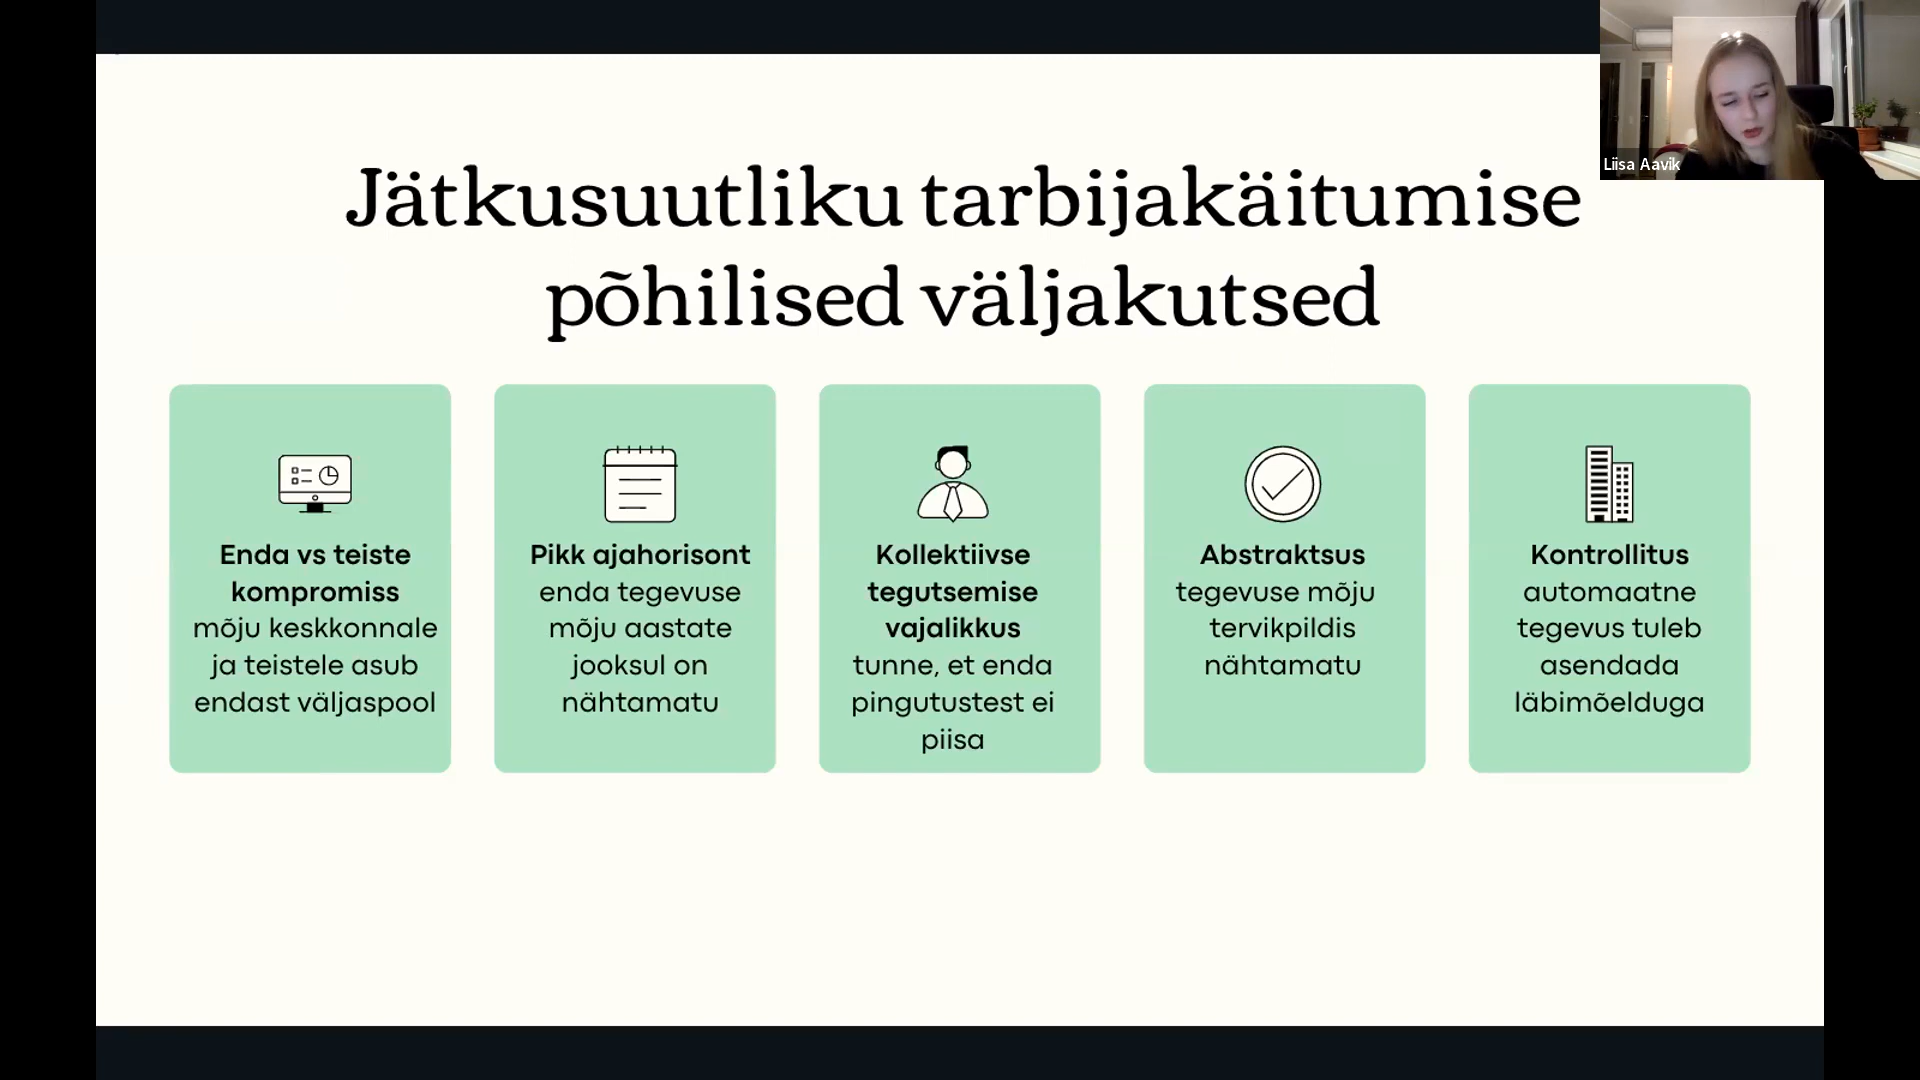 Liisa Aavik
Jätkusuutliku tarbijakäitumise
põhilised väljakutsed
Enda vs teiste
kompromiss
mõju keskkonnale
ja teistele asub
endast väljaspool
Pikk ajahorisont
enda tegevuse
mõju aastate
jooksul on
nähtamatu
Kollektiivse
tegutsemise
vajalikkus
tunne, et enda
pingutustest ei
piisa
Abstraktsus
tegevuse mõju
tervikpildis
nähtamatu
Kontrollitus
automaatne
tegevus tuleb
asendada
läbimõelduga